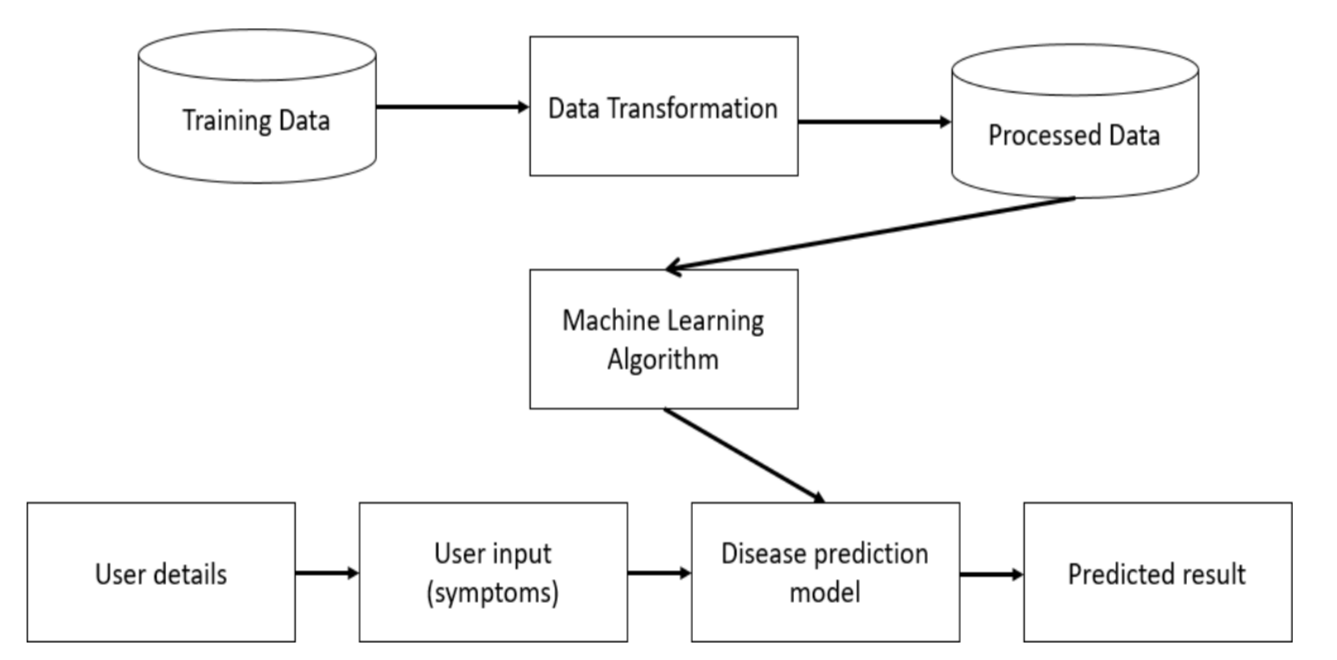 Training Data
Data Transformation
Processed Data
Machine Learning
Algorithm
User details
User input
(symptoms)
Disease prediction
model
Predicted result